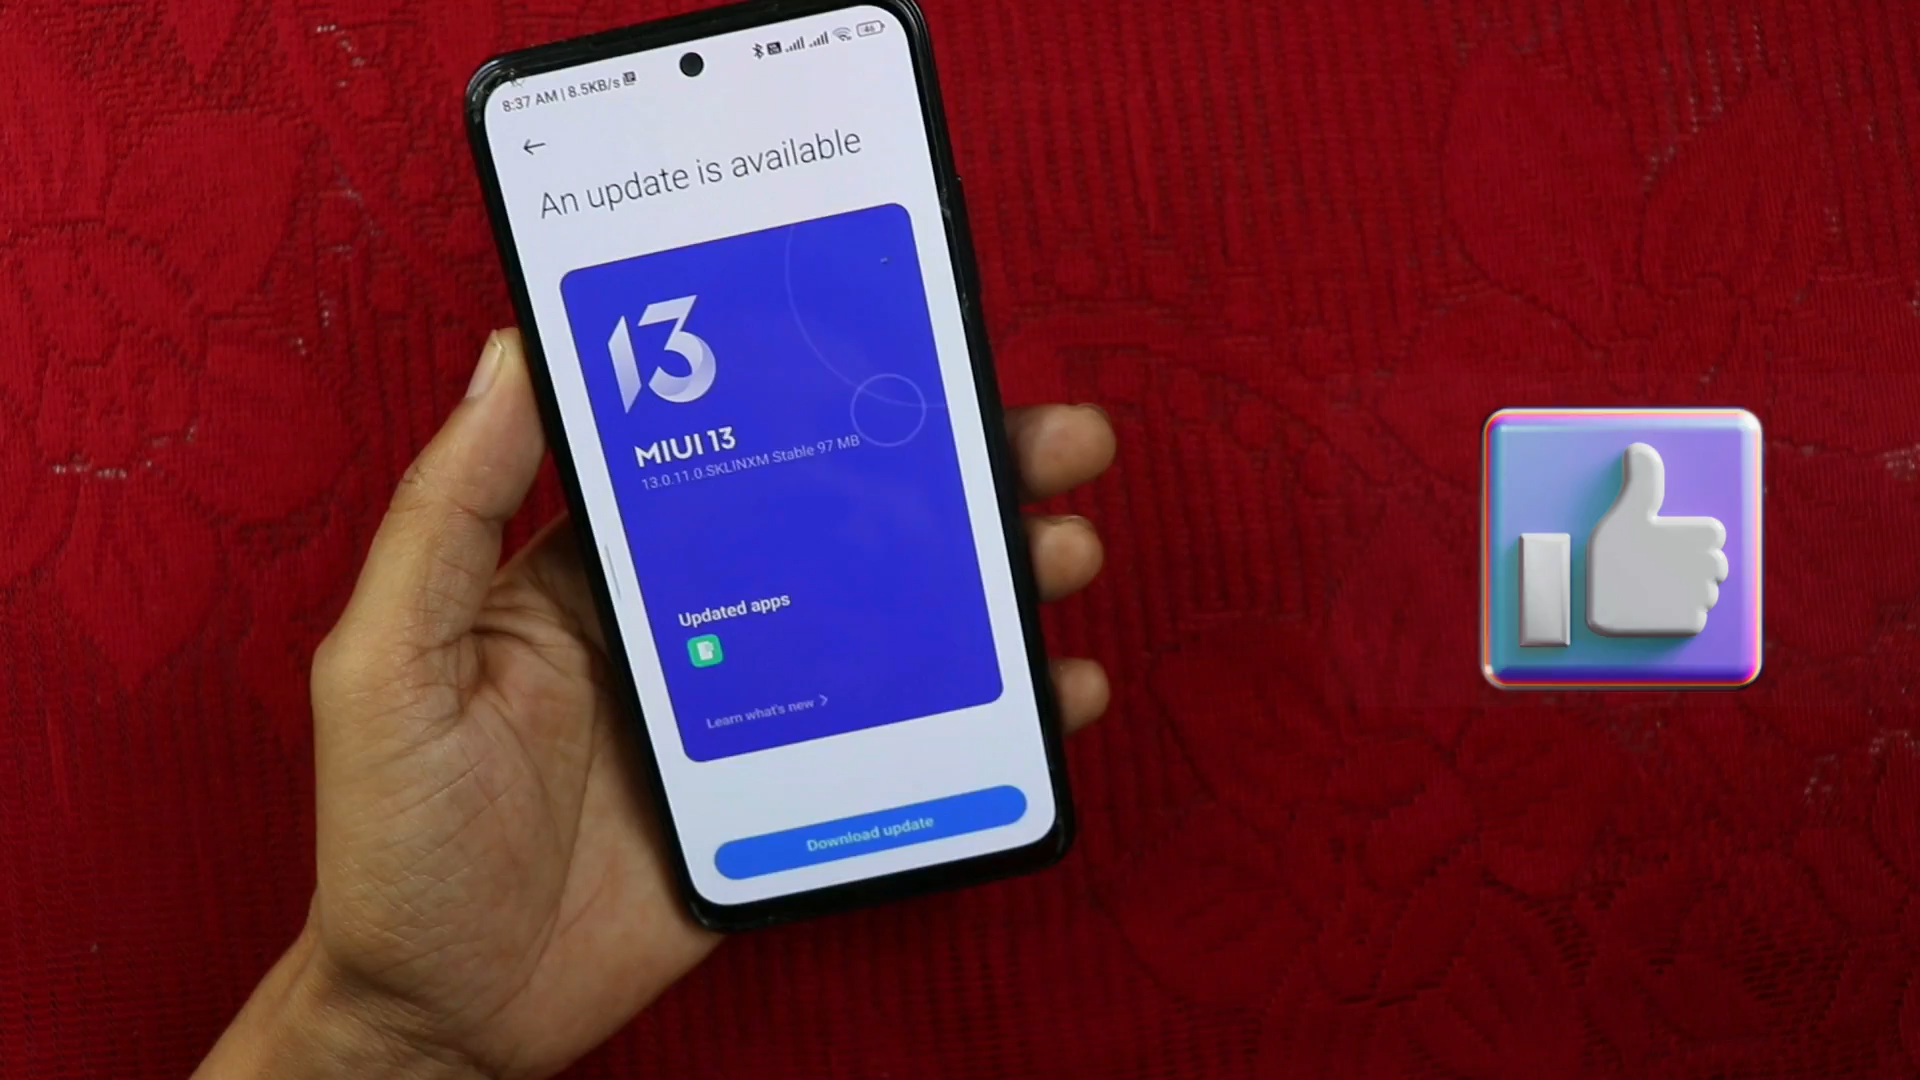 8:37 AM | 8.5KB/s
46
An update is available
13
MIUI 13
13.0.11.0.SKLINXM Stable 97 MB
Updated apps
Learn what's new >
Download update